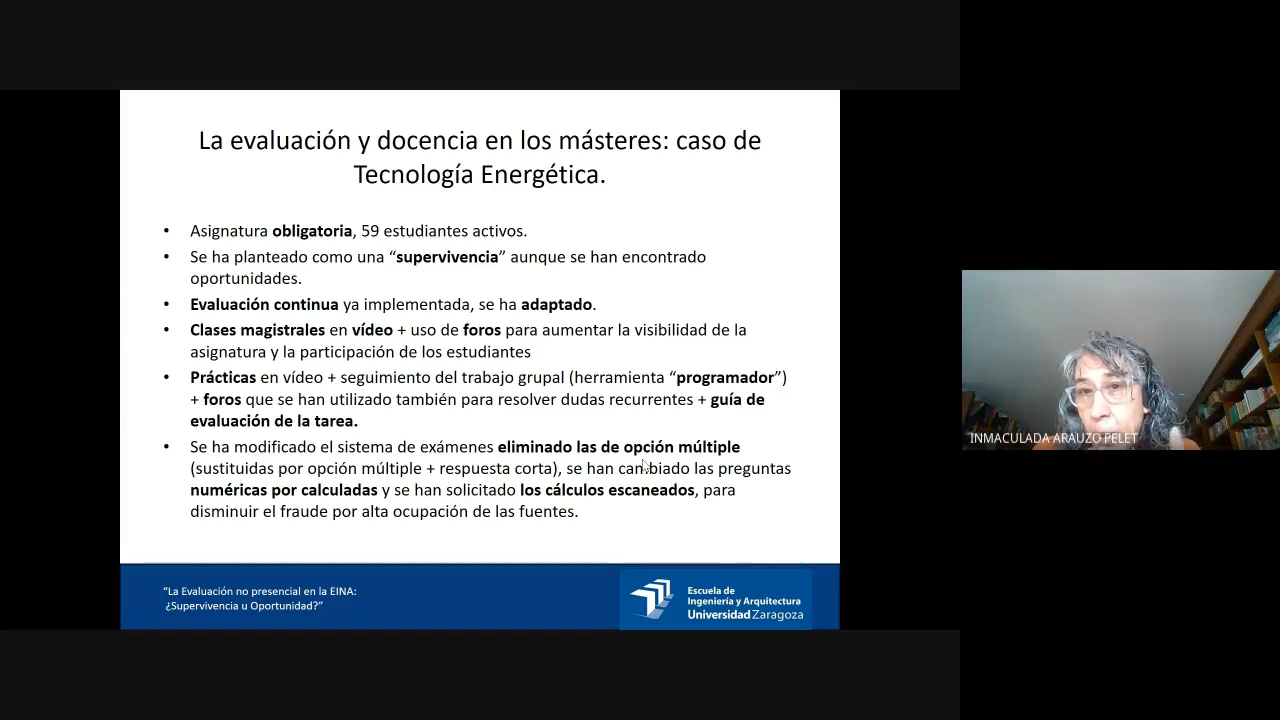 La evaluación y docencia en los másteres: caso de
Tecnología Energética.
• Asignatura obligatoria, 59 estudiantes activos.
• Se ha planteado como una “supervivencia” aunque se han encontrado
oportunidades.
• Evaluación continua ya implementada, se ha adaptado.
• Clases magistrales en vídeo + uso de foros para aumentar la visibilidad de la
asignatura y la participación de los estudiantes
• Prácticas en vídeo + seguimiento del trabajo grupal (herramienta “programador”)
+ foros que se han utilizado también para resolver dudas recurrentes + guía de
evaluación de la tarea.
• Se ha modificado el sistema de exámenes eliminado las de opción múltiple
(sustituidas por opción múltiple + respuesta corta), se han cambiado las preguntas
numéricas por calculadas y se han solicitado los cálculos escaneados, para
disminuir el fraude por alta ocupación de las fuentes.
“La Evaluación no presencial en la EINA:
¿Supervivencia u Oportunidad?”
Escuela de
Ingeniería y Arquitectura
Universidad Zaragoza
INMACULADA ARAUZO PELET